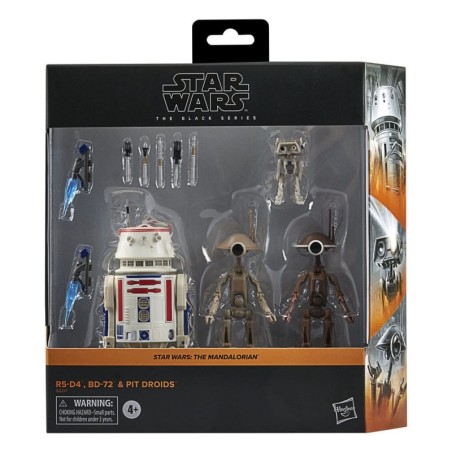 STAR WARS
THE BLACK SERIES
STAR WARS: THE MANDALORIAN
R5-D4, BD-72 & PIT DROIDS
WARNING:
CHOKING HAZARD–Small parts.
Not for children under 3 years.
4+
Hasbro